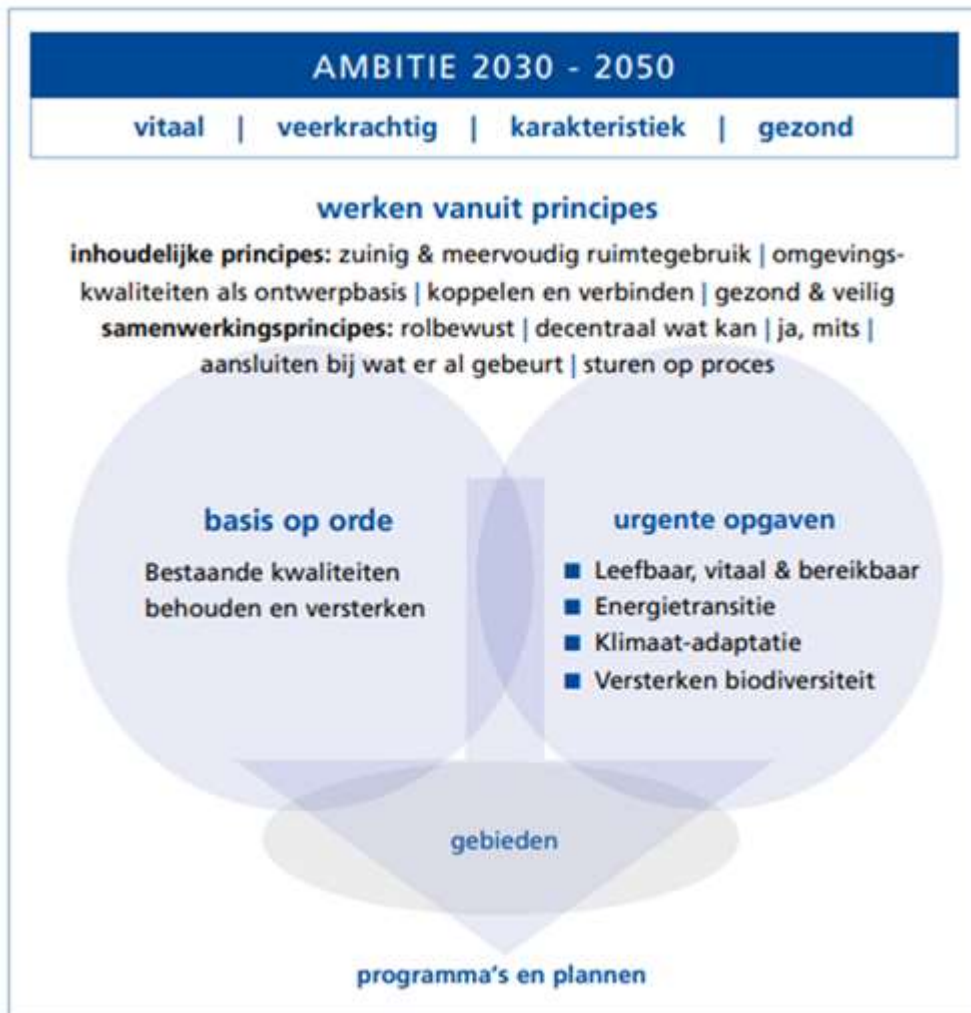 AMBITIE 2030 - 2050
vitaal | veerkrachtig | karakteristiek | gezond
werken vanuit principes
inhoudelijke principes: zuinig & meervoudig ruimtegebruik | omgevings-
kwaliteiten als ontwerpbasis | koppelen en verbinden | gezond & veilig
samenwerkingsprincipes: rolbewust | decentraal wat kan | ja, mits |
aansluiten bij wat er al gebeurt | sturen op proces
basis op orde
Bestaande kwaliteiten
behouden en versterken
urgente opgaven
■ Leefbaar, vitaal & bereikbaar
■ Energietransitie
■ Klimaat-adaptatie
■ Versterken biodiversiteit
gebieden
programma's en plannen